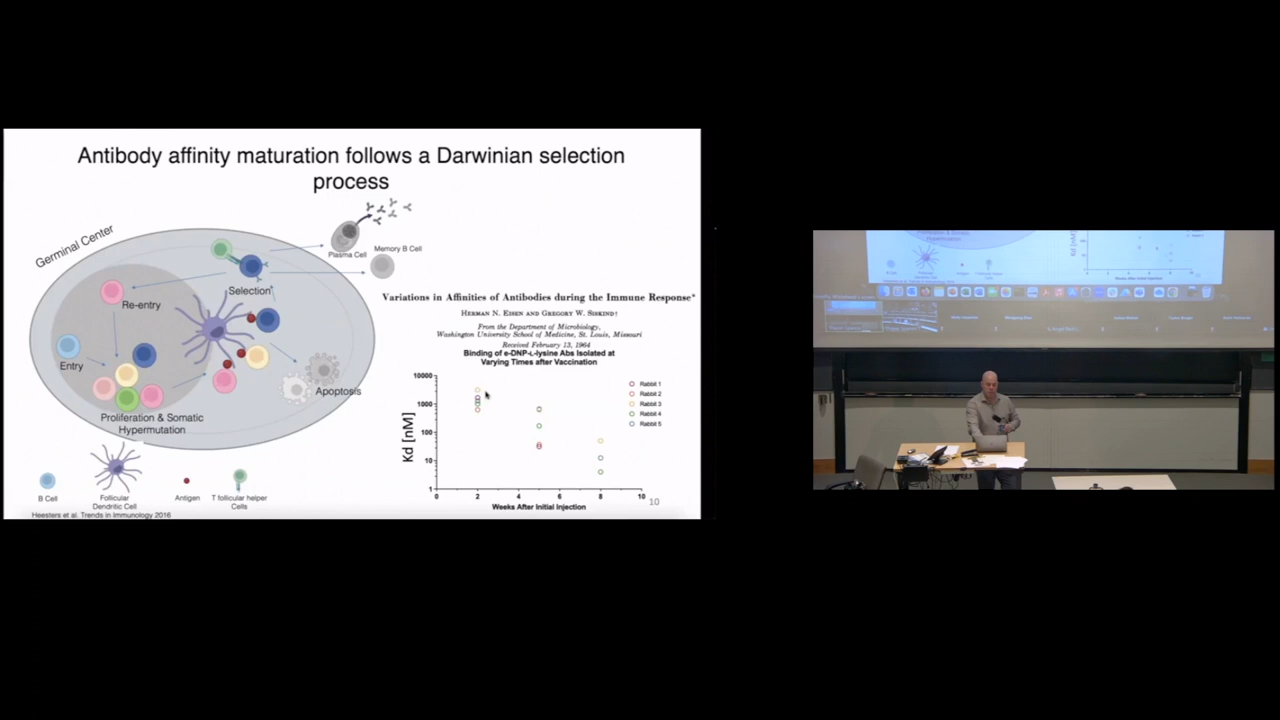 Antibody affinity maturation follows a Darwinian selection
process
Germinal Center
Plasma Cell
Memory B Cell
Selection
Re-entry
Entry
Apoptosis
Proliferation & Somatic
Hypermutation
B Cell
Follicular
Dendritic Cell
Antigen
T follicular helper
Cells
Heesters et al. Trends in Immunology 2016
Variations in Affinities of Antibodies during the Immune Response*
HERMAN N. EISEN AND GREGORY W. SISKIND†
From the Department of Microbiology,
Washington University School of Medicine, St. Louis, Missouri
Received February 13, 1964
Binding of e-DNP-L-lysine Abs Isolated at
Varying Times after Vaccination
Kd [nM]
10000
1000
100
10
1
0 2 4 6 8 10
Weeks After Initial Injection
Rabbit 1
Rabbit 2
Rabbit 3
Rabbit 4
Rabbit 5
10
Proliferation & Somatic
Hypermutation
Kd [nM]